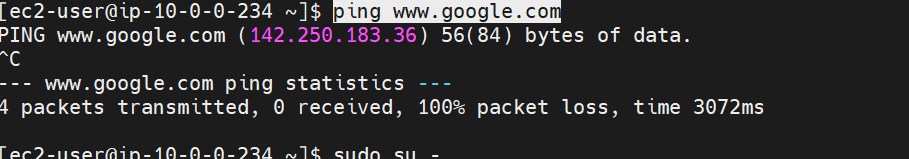 [ec2-user@ip-10-0-0-234 ~]$ ping www.google.com
PING www.google.com (142.250.183.36) 56(84) bytes of data.
^C
--- www.google.com ping statistics ---
4 packets transmitted, 0 received, 100% packet loss, time 3072ms
[ec2-user@ip-10-0-0-234 ~]$ sudo su -